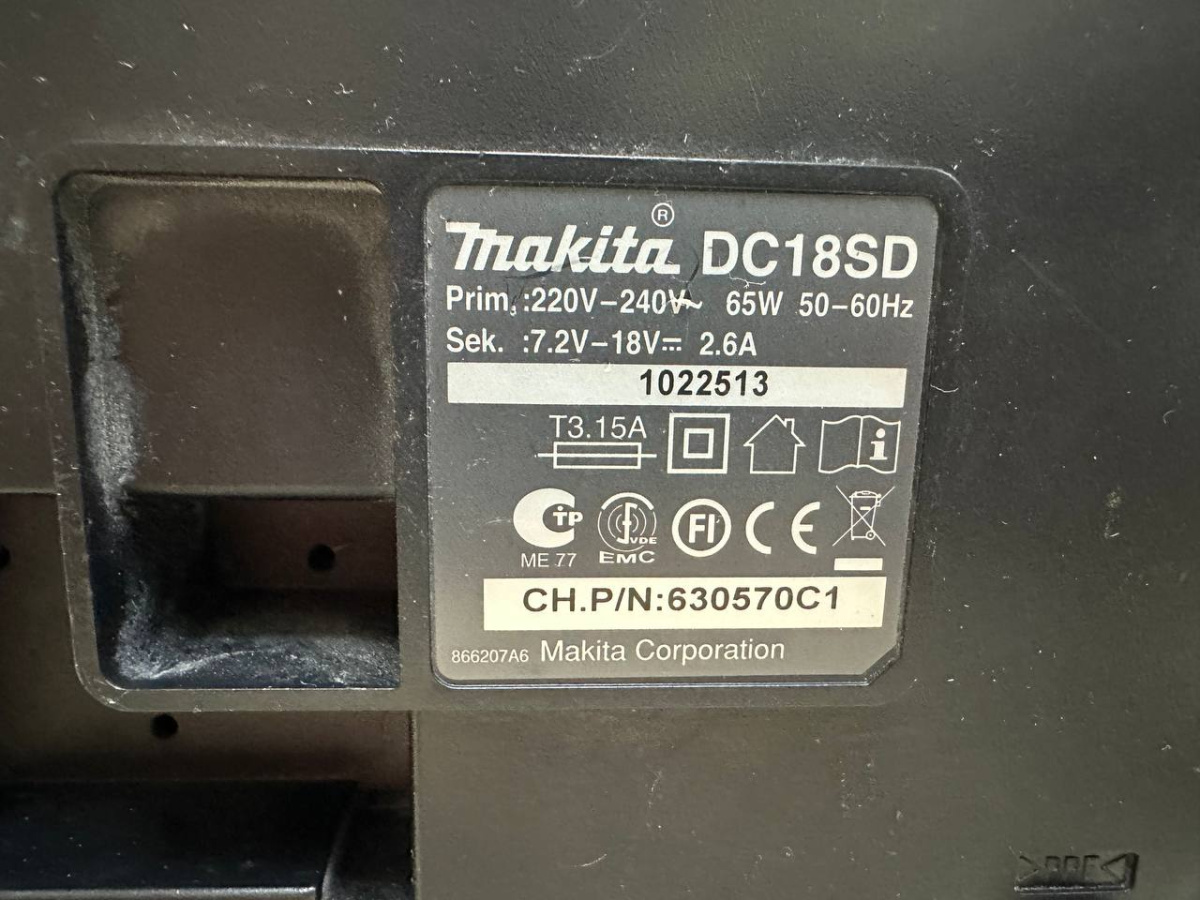 makita® DC18SD
Prim. :220V–240V~ 65W 50–60Hz
Sek. :7.2V–18V⎓ 2.6A
1022513
T3.15A
i
TP
ME 77
VDE
EMC
FI
CE
CH.P/N:630570C1
866207A6 Makita Corporation